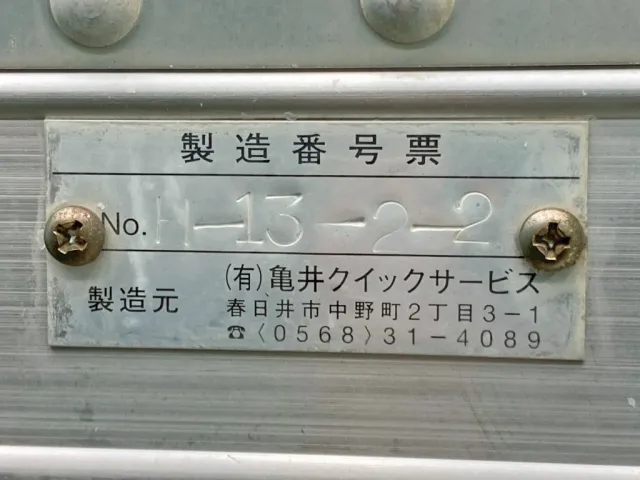 製造番号票
No. H-13-2-2
製造元
(有)亀井クイックサービス
春日井市中野町2丁目3-1
☎〈0568〉31-4089